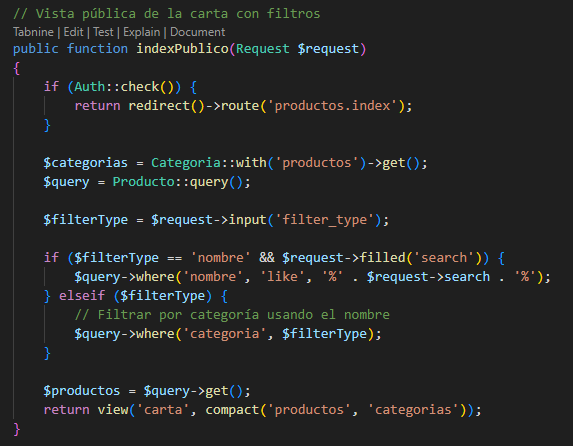 // Vista pública de la carta con filtros
Tabnine | Edit | Test | Explain | Document
public function indexPublico(Request $request)
{
    if (Auth::check()) {
        return redirect()->route('productos.index');
    }

    $categorias = Categoria::with('productos')->get();
    $query = Producto::query();

    $filterType = $request->input('filter_type');

    if ($filterType == 'nombre' && $request->filled('search')) {
        $query->where('nombre', 'like', '%' . $request->search . '%');
    } elseif ($filterType) {
        // Filtrar por categoría usando el nombre
        $query->where('categoria', $filterType);
    }

    $productos = $query->get();
    return view('carta', compact('productos', 'categorias'));
}